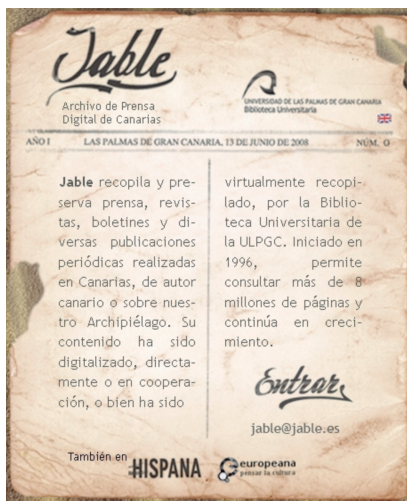 Jable
Archivo de Prensa
Digital de Canarias
UNIVERSIDAD DE LAS PALMAS DE GRAN CANARIA
Biblioteca Universitaria
AÑO I LAS PALMAS DE GRAN CANARIA, 13 DE JUNIO DE 2008 NÚM. 0
Jable recopila y pre-
serva prensa, revis-
tas, boletines y di-
versas publicaciones
periódicas realizadas
en Canarias, de autor
canario o sobre nues-
tro Archipiélago. Su
contenido ha sido
digitalizado, directa-
mente o en coopera-
ción, o bien ha sido
virtualmente recopi-
lado, por la Biblio-
teca Universitaria de
la ULPGC. Iniciado en
1996, permite
consultar más de 8
millones de páginas y
continúa en creci-
miento.
Entrar
jable@jable.es
También en
HISPANA
europeana
pensar la cultura